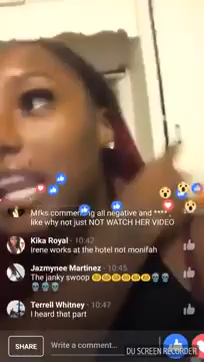 Mfks commenting all negative and ****,
like why not just NOT WATCH HER VIDEO
Kika Royal · 10:42
Irene works at the hotel not monifah
Jazmynee Martinez · 10:45
The janky swoop 😂😂😂😂😂😂💀
💀💀💀💀
Terrell Whitney · 10:47
I heard that part
SHARE
Write a comment...
DU SCREEN RECORDER